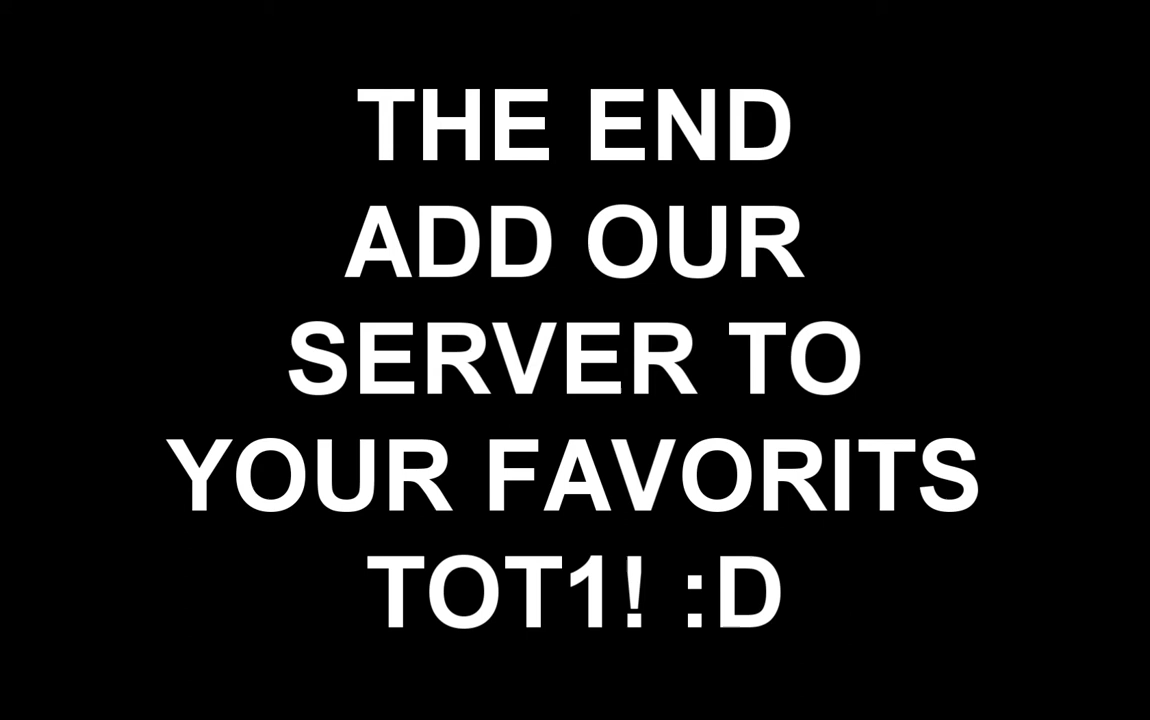 THE END
ADD OUR
SERVER TO
YOUR FAVORITS
TOT1! :D